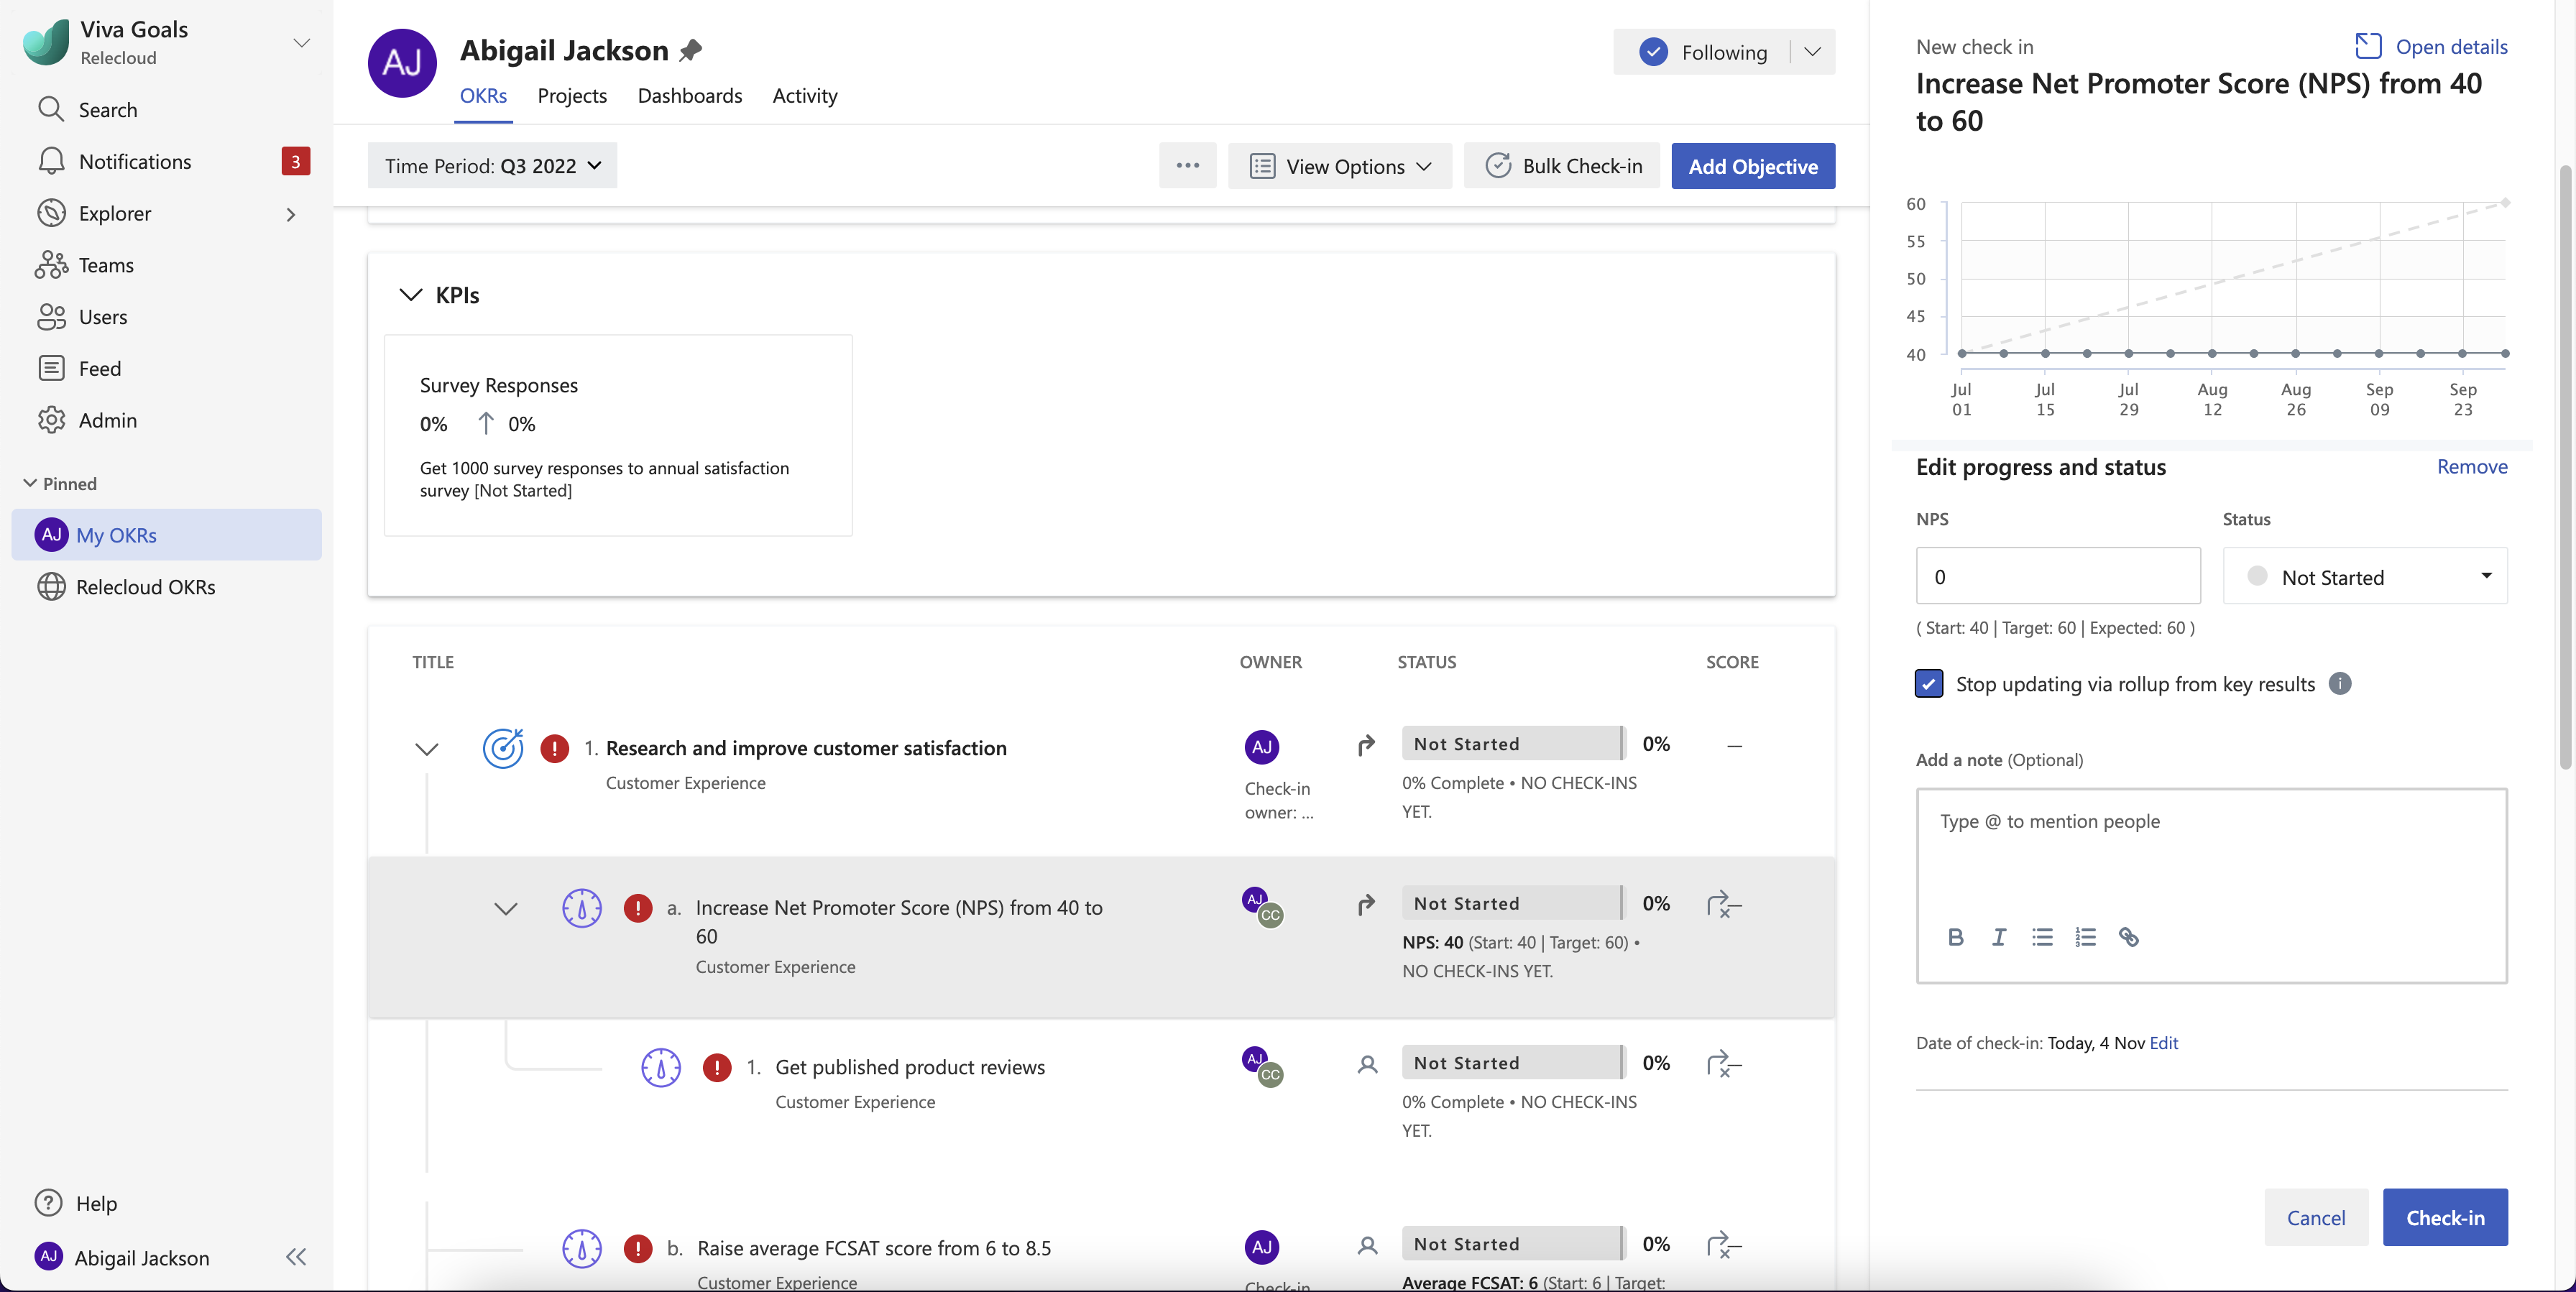 Viva Goals
Relecloud
Search
Notifications
3
Explorer
Teams
Users
Feed
Admin
Pinned
AJ
My OKRs
Relecloud OKRs
Help
AJ
Abigail Jackson
AJ
Abigail Jackson
Following
OKRs Projects Dashboards Activity
Time Period: Q3 2022
View Options
Bulk Check-in
Add Objective
KPIs
Survey Responses
0% 0%
Get 1000 survey responses to annual satisfaction
survey [Not Started]
TITLE OWNER STATUS SCORE
1. Research and improve customer satisfaction
Customer Experience
AJ
Check-in
owner: ...
Not Started 0% —
0% Complete • NO CHECK-INS
YET.
a. Increase Net Promoter Score (NPS) from 40 to
60
Customer Experience
AJ
CC
Not Started 0%
NPS: 40 (Start: 40 | Target: 60) •
NO CHECK-INS YET.
1. Get published product reviews
Customer Experience
AJ
CC
Not Started 0%
0% Complete • NO CHECK-INS
YET.
b. Raise average FCSAT score from 6 to 8.5
Customer Experience
AJ
Check-in
Not Started 0%
Average FCSAT: 6 (Start: 6 | Target:
New check in
Open details
Increase Net Promoter Score (NPS) from 40
to 60
60
55
50
45
40
Jul Jul Jul Aug Aug Sep Sep
01 15 29 12 26 09 23
Edit progress and status
Remove
NPS Status
0 Not Started
( Start: 40 | Target: 60 | Expected: 60 )
Stop updating via rollup from key results
Add a note (Optional)
Type @ to mention people
B I
Date of check-in: Today, 4 Nov Edit
Cancel Check-in